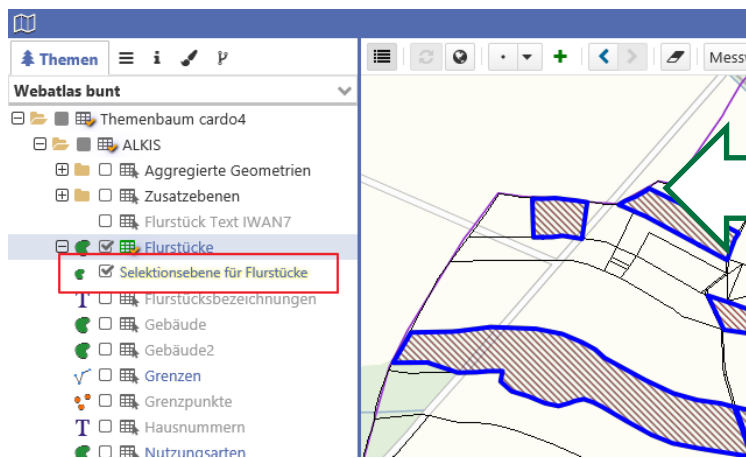 Themen
Mess
Webatlas bunt
Themenbaum cardo4
ALKIS
Aggregierte Geometrien
Zusatzebenen
Flurstück Text IWAN7
Flurstücke
Selektionsebene für Flurstücke
Flurstücksbezeichnungen
Gebäude
Gebäude2
Grenzen
Grenzpunkte
Hausnummern
Nutzungsarten